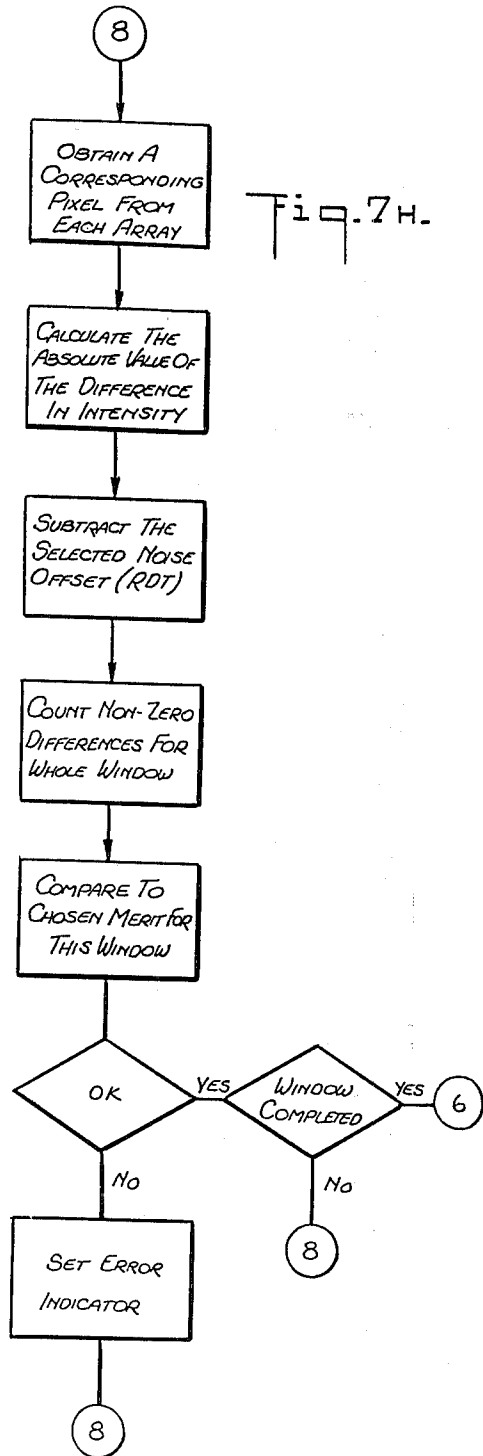 8
OBTAIN A
CORRESPONDING
PIXEL FROM
EACH ARRAY
Fig. 7H.
CALCULATE THE
ABSOLUTE VALUE OF
THE DIFFERENCE
IN INTENSITY
SUBTRACT THE
SELECTED NOISE
OFFSET (RDT)
COUNT NON-ZERO
DIFFERENCES FOR
WHOLE WINDOW
COMPARE TO
CHOSEN MERIT FOR
THIS WINDOW
OK
YES
WINDOW
COMPLETED
YES
6
NO
NO
8
SET ERROR
INDICATOR
8